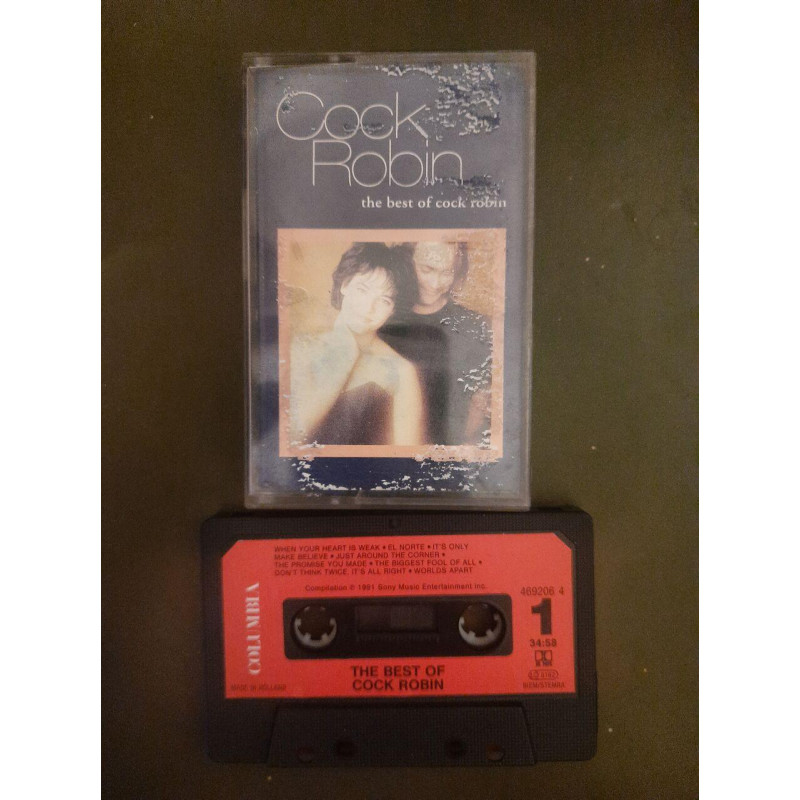 Cock
Robin
the best of cock robin
WHEN YOUR HEART IS WEAK • EL NORTE • IT'S ONLY
MAKE BELIEVE • JUST AROUND THE CORNER •
THE PROMISE YOU MADE • THE BIGGEST FOOL OF ALL •
DON'T THINK TWICE, IT'S ALL RIGHT • WORLDS APART
Compilation ℗ 1991 Sony Music Entertainment Inc.
469206 4
1
34:58
COLUMBIA
MADE IN HOLLAND
BIEM/STEMRA
THE BEST OF
COCK ROBIN